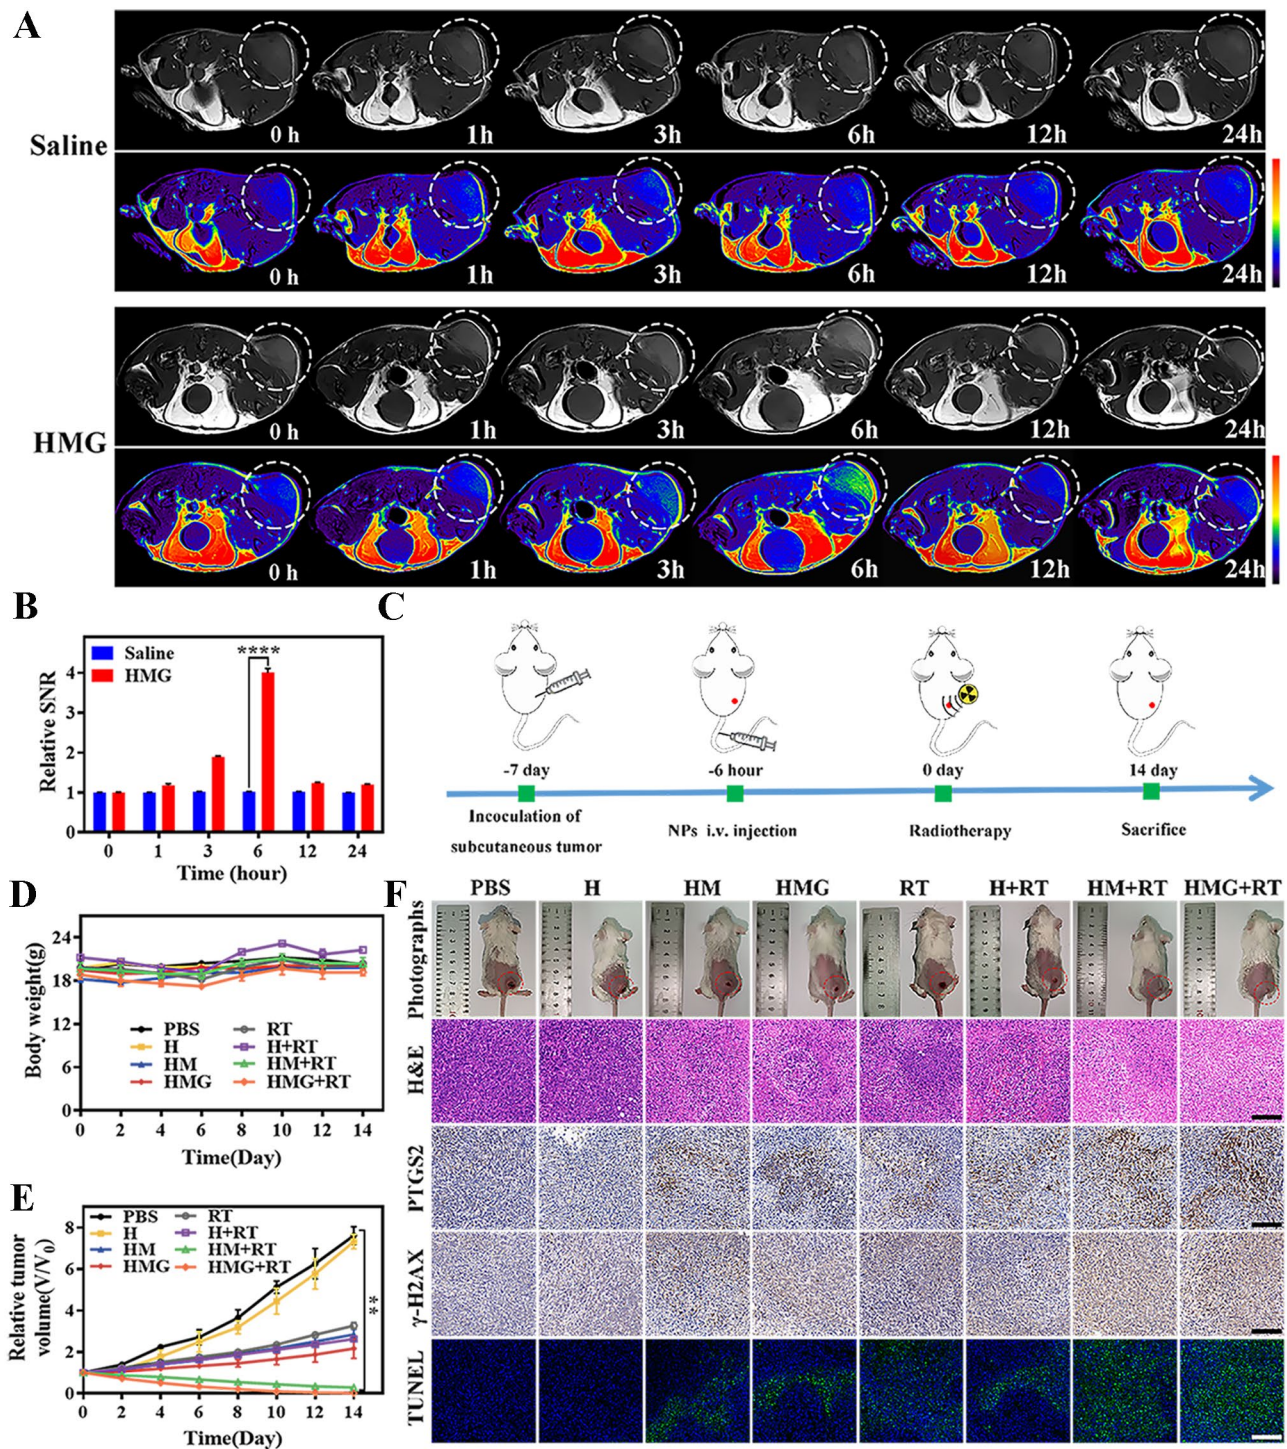 A
Saline
0 h
1h
3h
6h
12h
24h
0 h
1h
3h
6h
12h
24h
HMG
0 h
1h
3h
6h
12h
24h
0 h
1h
3h
6h
12h
24h
B
Relative SNR
4
3
2
1
0
Saline
HMG
****
0
1
3
6
12
24
Time (hour)
C
-7 day
-6 hour
0 day
14 day
Inoculation of
subcutaneous tumor
NPs i.v. injection
Radiotherapy
Sacrifice
D
Body weight(g)
24
18
12
6
0
PBS
H
HM
HMG
RT
H+RT
HM+RT
HMG+RT
0
2
4
6
8
10
12
14
Time(Day)
E
Relative tumor
volume(V/V0)
8
6
4
2
0
PBS
H
HM
HMG
RT
H+RT
HM+RT
HMG+RT
**
0
2
4
6
8
10
12
14
Time(Day)
F
PBS
H
HM
HMG
RT
H+RT
HM+RT
HMG+RT
Photographs
H&E
PTGS2
γ-H2AX
TUNEL